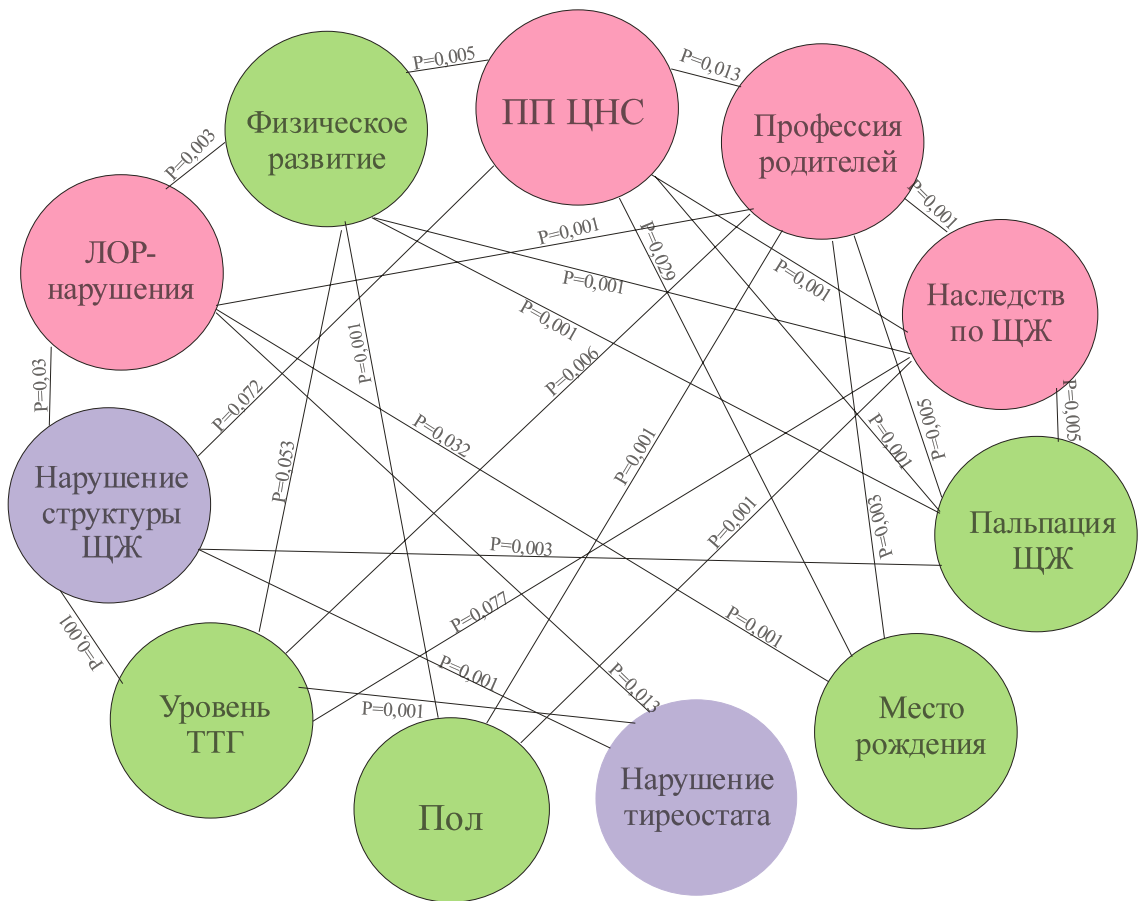 P=0,005
ПП ЦНС
P=0,013
Физическое
развитие
Профессия
родителей
P=0,003
P=0,001
ЛОР-
нарушения
P=0,001
P=0,029
P=0,001
P=0,001
Наследств
по ЩЖ
P=0,001
P=0,001
P=0,006
P=0,03
P=0,072
P=0,032
P=0,001
P=0,005
P=0,005
Нарушение
структуры
ЩЖ
P=0,053
P=0,001
P=0,001
P=0,003
P=0,003
Пальпация
ЩЖ
P=0,001
P=0,077
P=0,001
P=0,001
P=0,001
P=0,013
Уровень
ТТГ
P=0,001
Место
рождения
Пол
Нарушение
тиреостата